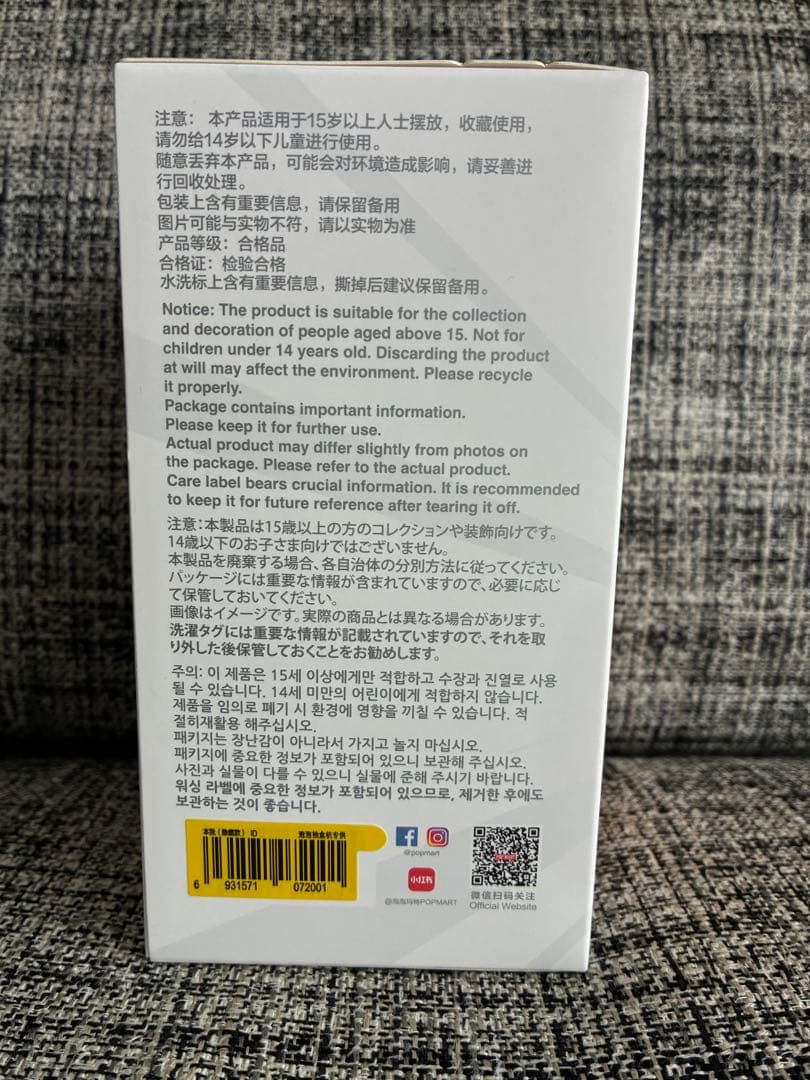 注意： 本产品适用于15岁以上人士摆放，收藏使用，
请勿给14岁以下儿童进行使用。
随意丢弃本产品，可能会对环境造成影响，请妥善进
行回收处理。
包装上含有重要信息，请保留备用
图片可能与实物不符，请以实物为准
产品等级：合格品
合格证：检验合格
水洗标上含有重要信息，撕掉后建议保留备用。
Notice: The product is suitable for the collection
and decoration of people aged above 15. Not for
children under 14 years old. Discarding the product
at will may affect the environment. Please recycle
it properly.
Package contains important information.
Please keep it for further use.
Actual product may differ slightly from photos on
the package. Please refer to the actual product.
Care label bears crucial information. It is recommended
to keep it for future reference after tearing it off.
注意：本製品は15歳以上の方のコレクションや装飾向けです。
14歳以下のお子さま向けではございません。
本製品を廃棄する場合、各自治体の分別方法に従ってください。
パッケージには重要な情報が含まれていますので、必要に応じ
て保管しておいてください。
画像はイメージです。実際の商品とは異なる場合があります。
洗濯タグには重要な情報が記載されていますので、それを取
り外した後保管しておくことをお勧めします。
주의: 이 제품은 15세 이상에게만 적합하고 수장과 진열로 사용
될 수 있습니다. 14세 미만의 어린이에게 적합하지 않습니다.
제품을 임의로 폐기 시 환경에 영향을 끼칠 수 있습니다. 적
절히재활용 해주십시오.
패키지는 장난감이 아니라서 가지고 놀지 마십시오.
패키지에 중요한 정보가 포함되어 있으니 보관해 주십시오.
사진과 실물이 다를 수 있으니 실물에 준해 주시기 바랍니다.
워싱 라벨에 중요한 정보가 포함되어 있으므로, 제거한 후에도
보관하는 것이 좋습니다.
ID 泡泡抽盒机专供
6 931571 072001
@popmart
小红书
@泡泡玛特POPMART
微信扫码关注
Official Website